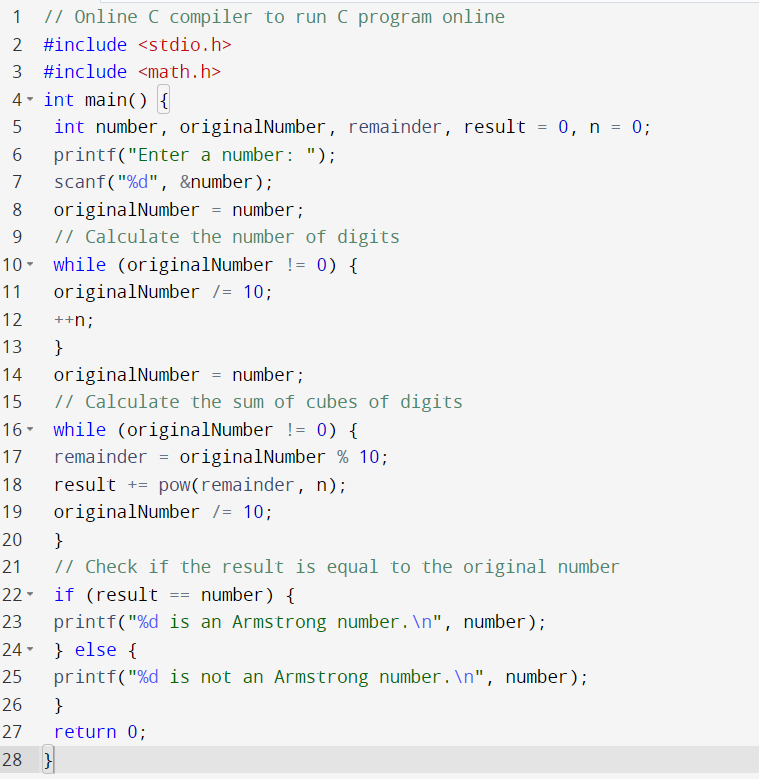 1 // Online C compiler to run C program online
2 #include <stdio.h>
3 #include <math.h>
4 int main() {
5 int number, originalNumber, remainder, result = 0, n = 0;
6 printf("Enter a number: ");
7 scanf("%d", &number);
8 originalNumber = number;
9 // Calculate the number of digits
10 while (originalNumber != 0) {
11 originalNumber /= 10;
12 ++n;
13 }
14 originalNumber = number;
15 // Calculate the sum of cubes of digits
16 while (originalNumber != 0) {
17 remainder = originalNumber % 10;
18 result += pow(remainder, n);
19 originalNumber /= 10;
20 }
21 // Check if the result is equal to the original number
22 if (result == number) {
23 printf("%d is an Armstrong number.\n", number);
24 } else {
25 printf("%d is not an Armstrong number.\n", number);
26 }
27 return 0;
28 }